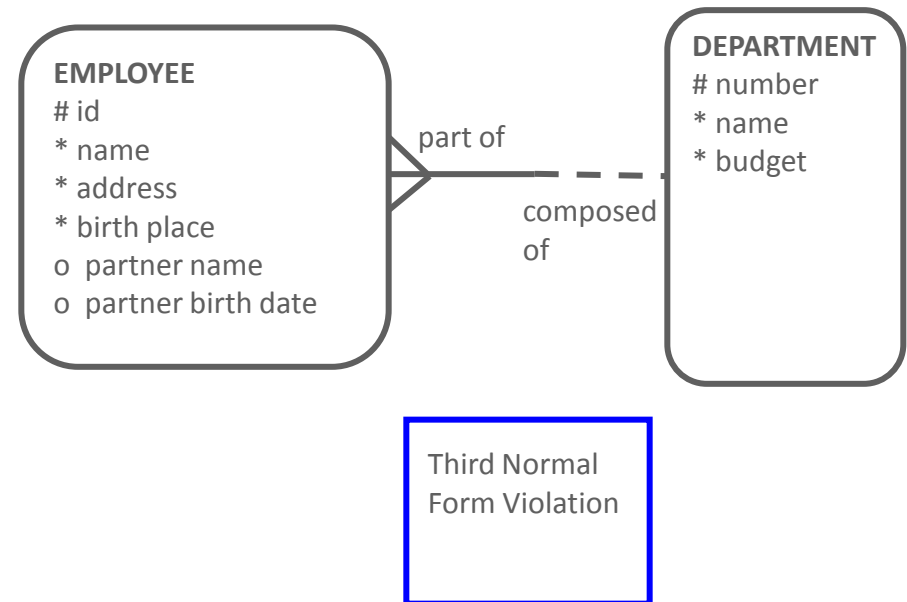 EMPLOYEE
# id
* name
* address
* birth place
o partner name
o partner birth date
part of
composed
of
DEPARTMENT
# number
* name
* budget
Third Normal
Form Violation